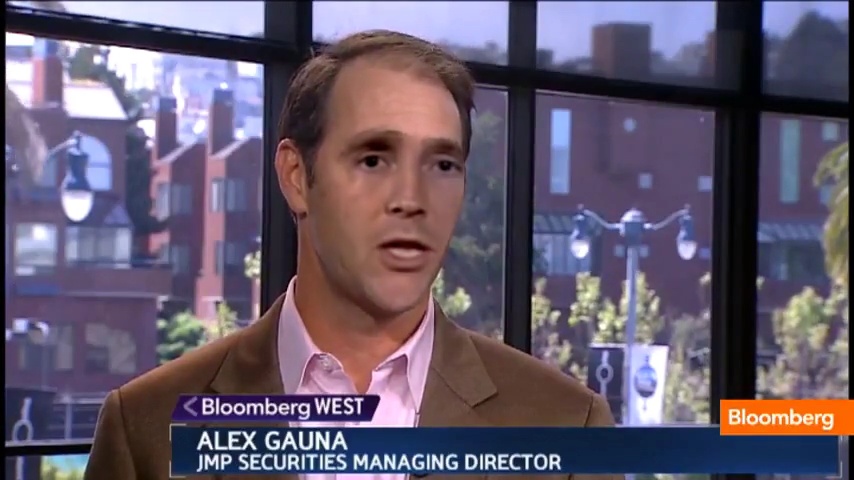 Bloomberg WEST
Bloomberg
ALEX GAUNA
JMP SECURITIES MANAGING DIRECTOR